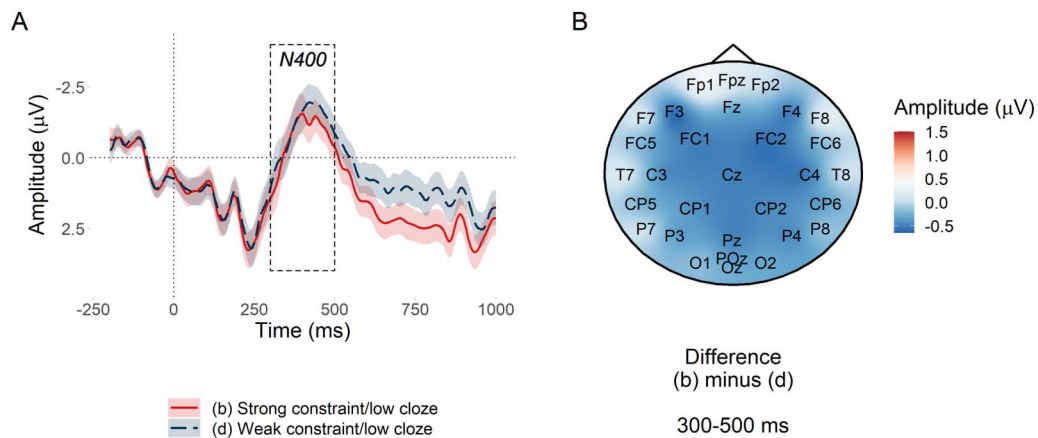 A
N400
-2.5
0.0
2.5
Amplitude (μV)
-250
0
250
500
750
1000
Time (ms)
(b) Strong constraint/low cloze
(d) Weak constraint/low cloze
B
Fp1 Fpz Fp2
F7 F3 Fz F4 F8
FC5 FC1 FC2 FC6
T7 C3 Cz C4 T8
CP5 CP1 CP2 CP6
P7 P3 Pz P4 P8
POz
O1 Oz O2
Amplitude (μV)
1.5
1.0
0.5
0.0
-0.5
Difference
(b) minus (d)
300-500 ms